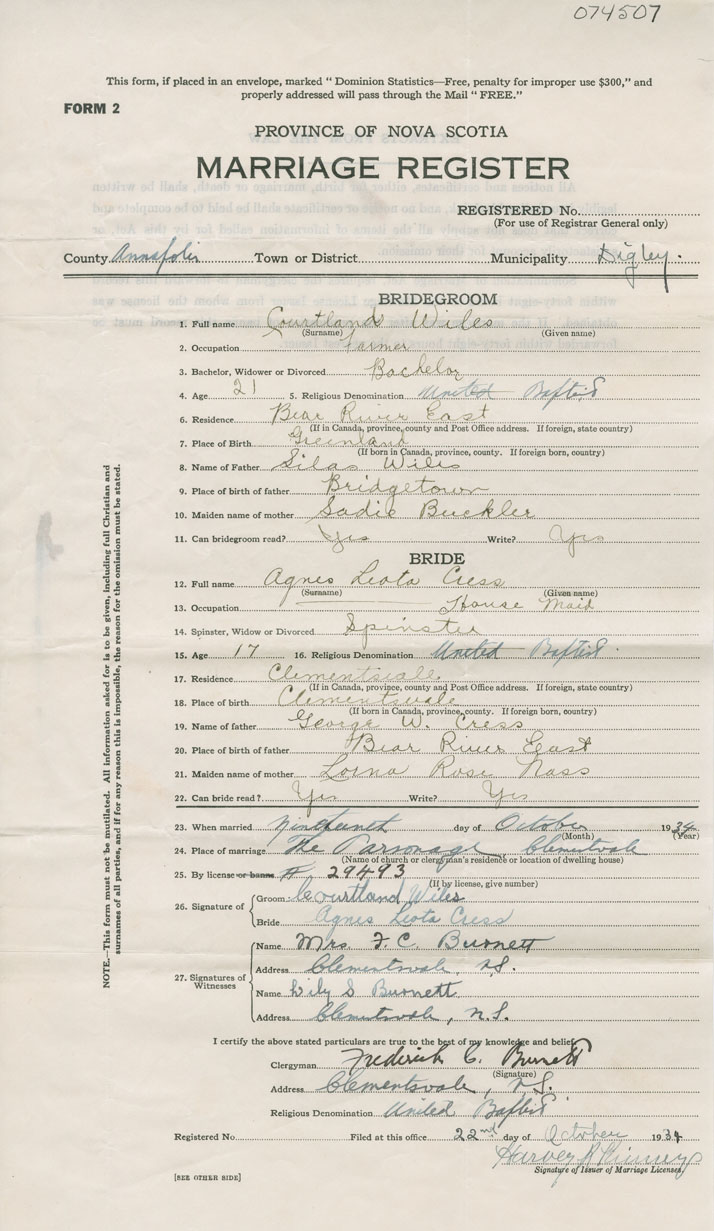 074507
This form, if placed in an envelope, marked “ Dominion Statistics—Free, penalty for improper use $300,” and
properly addressed will pass through the Mail “ FREE.”
FORM 2
PROVINCE OF NOVA SCOTIA
MARRIAGE REGISTER
REGISTERED No.
(For use of Registrar General only)
County Annapolis Town or District Municipality Digby.
BRIDEGROOM
1. Full name Courtland Wiles
(Surname) (Given name)
2. Occupation Farmer
3. Bachelor, Widower or Divorced Bachelor
4. Age 21 5. Religious Denomination United Baptist
6. Residence Bear River East
(If in Canada, province, county and Post Office address. If foreign, state country)
7. Place of Birth Greenland
(If born in Canada, province, county. If foreign born, country)
8. Name of Father Silas Wiles
9. Place of birth of father Bridgetown
10. Maiden name of mother Sadie Buckler
11. Can bridegroom read? Yes Write? Yes
BRIDE
12. Full name Agnes Leota Cress
(Surname) (Given name)
13. Occupation House Maid
14. Spinster, Widow or Divorced Spinster
15. Age 17 16. Religious Denomination United Baptist.
17. Residence Clementsvale
(If in Canada, province, county and Post Office address. If foreign, state country)
18. Place of birth Clementsvale
(If born in Canada, province, county. If foreign born, country)
19. Name of father George W. Cress
20. Place of birth of father Bear River East
21. Maiden name of mother Lorna Rose Nass
22. Can bride read? Yes Write? Yes
23. When married Nineteenth day of October 1934
(Month) (Year)
24. Place of marriage The Parsonage Clementsvale
(Name of church or clergyman's residence or location of dwelling house)
25. By license or banns # 29493
(If by license, give number)
26. Signature of Groom Courtland Wiles
Bride Agnes Leota Cress
27. Signatures of Witnesses
Name Mrs. F. C. Burnett
Address Clementsvale, N.S.
Name Lily S Burnett
Address Clementsvale, N.S.
I certify the above stated particulars are true to the best of my knowledge and belief.
Clergyman Frederick C. Burnett
(Signature)
Address Clementsvale, N.S.
Religious Denomination United Baptist
Registered No. Filed at this office 22nd day of October 1934
Harvey
Signature of Issuer of Marriage Licenses
[SEE OTHER SIDE]
NOTE.—This form must not be mutilated. All information asked for is to be given, including full Christian and
surnames of all parties, and if for any reason this is impossible, the reason for the omission must be stated.